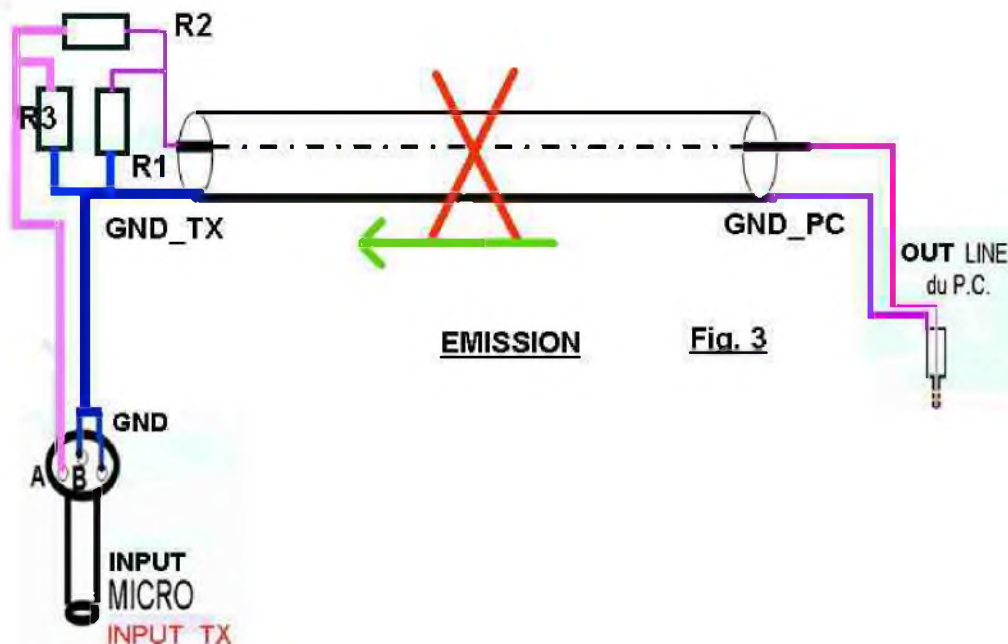 R2
R3
R1
GND_TX
GND_PC
OUT LINE
du P.C.
EMISSION
Fig. 3
GND
A
B
INPUT
MICRO
INPUT TX